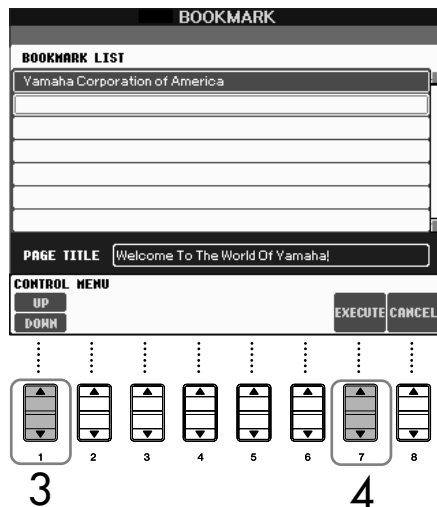 BOOKMARK
BOOKMARK LIST
Yamaha Corporation of America
PAGE TITLE Welcome To The World Of Yamaha!
CONTROL MENU
UP
DOWN
EXECUTE CANCEL
1 2 3 4 5 6 7 8
3 4